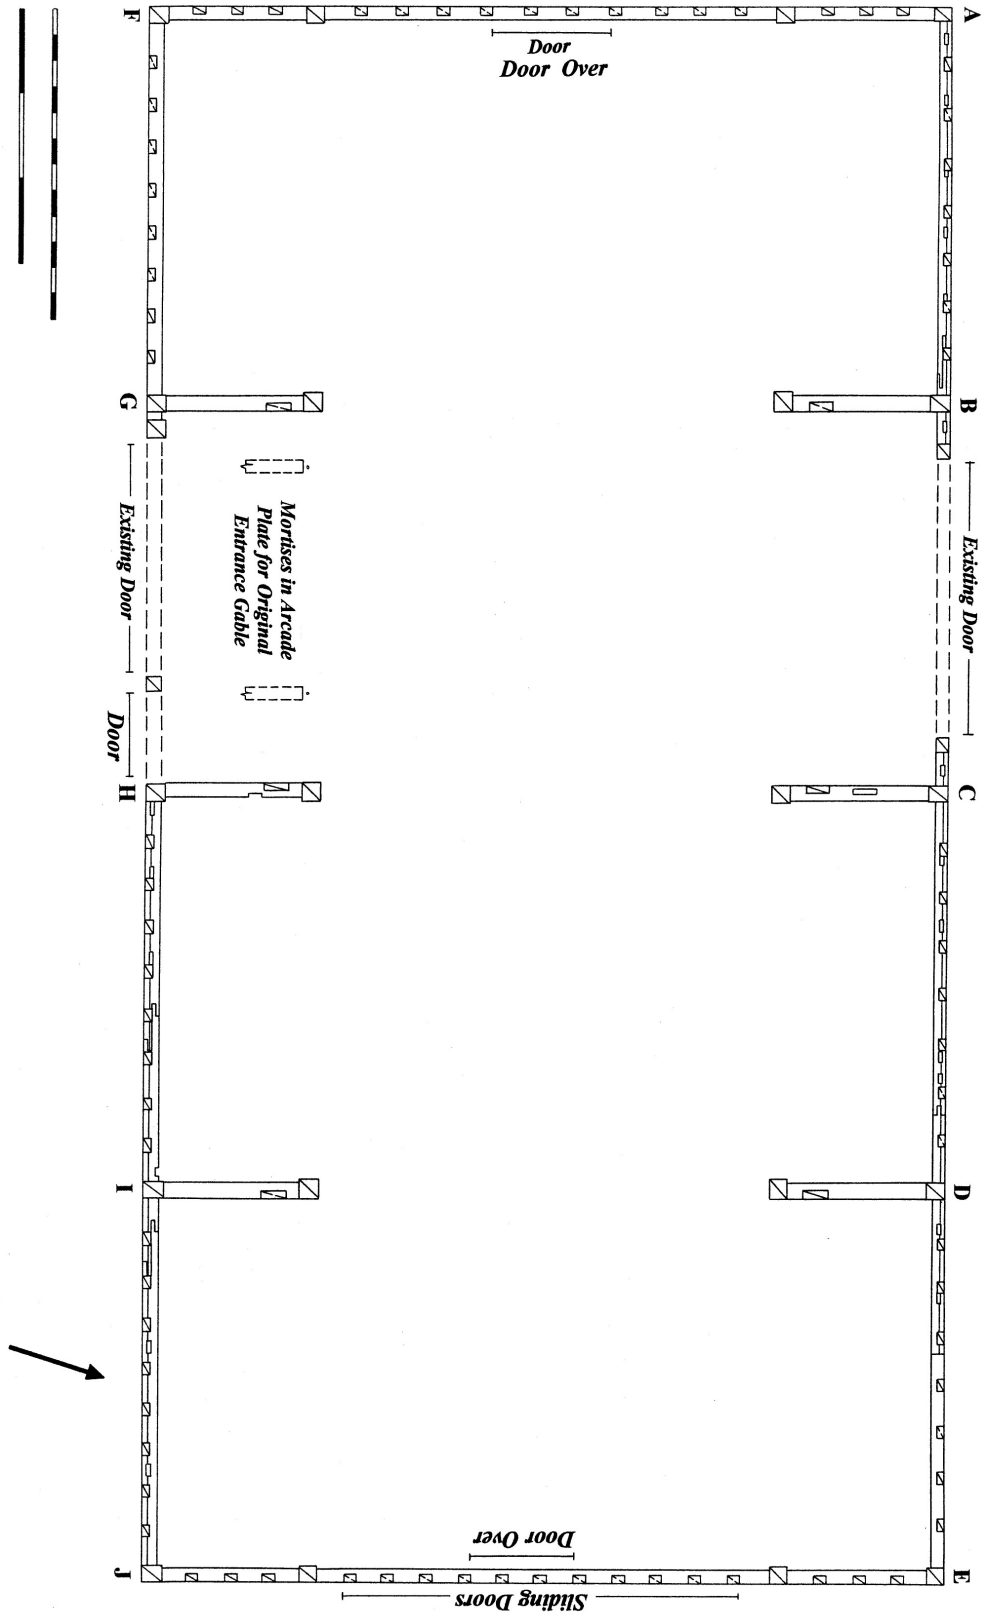 F
A
Door
Door Over
G
B
Existing Door
Mortises in Arcade
Plate for Original
Entrance Gable
Existing Door
Door
H
C
I
D
Door Over
J
E
Sliding Doors